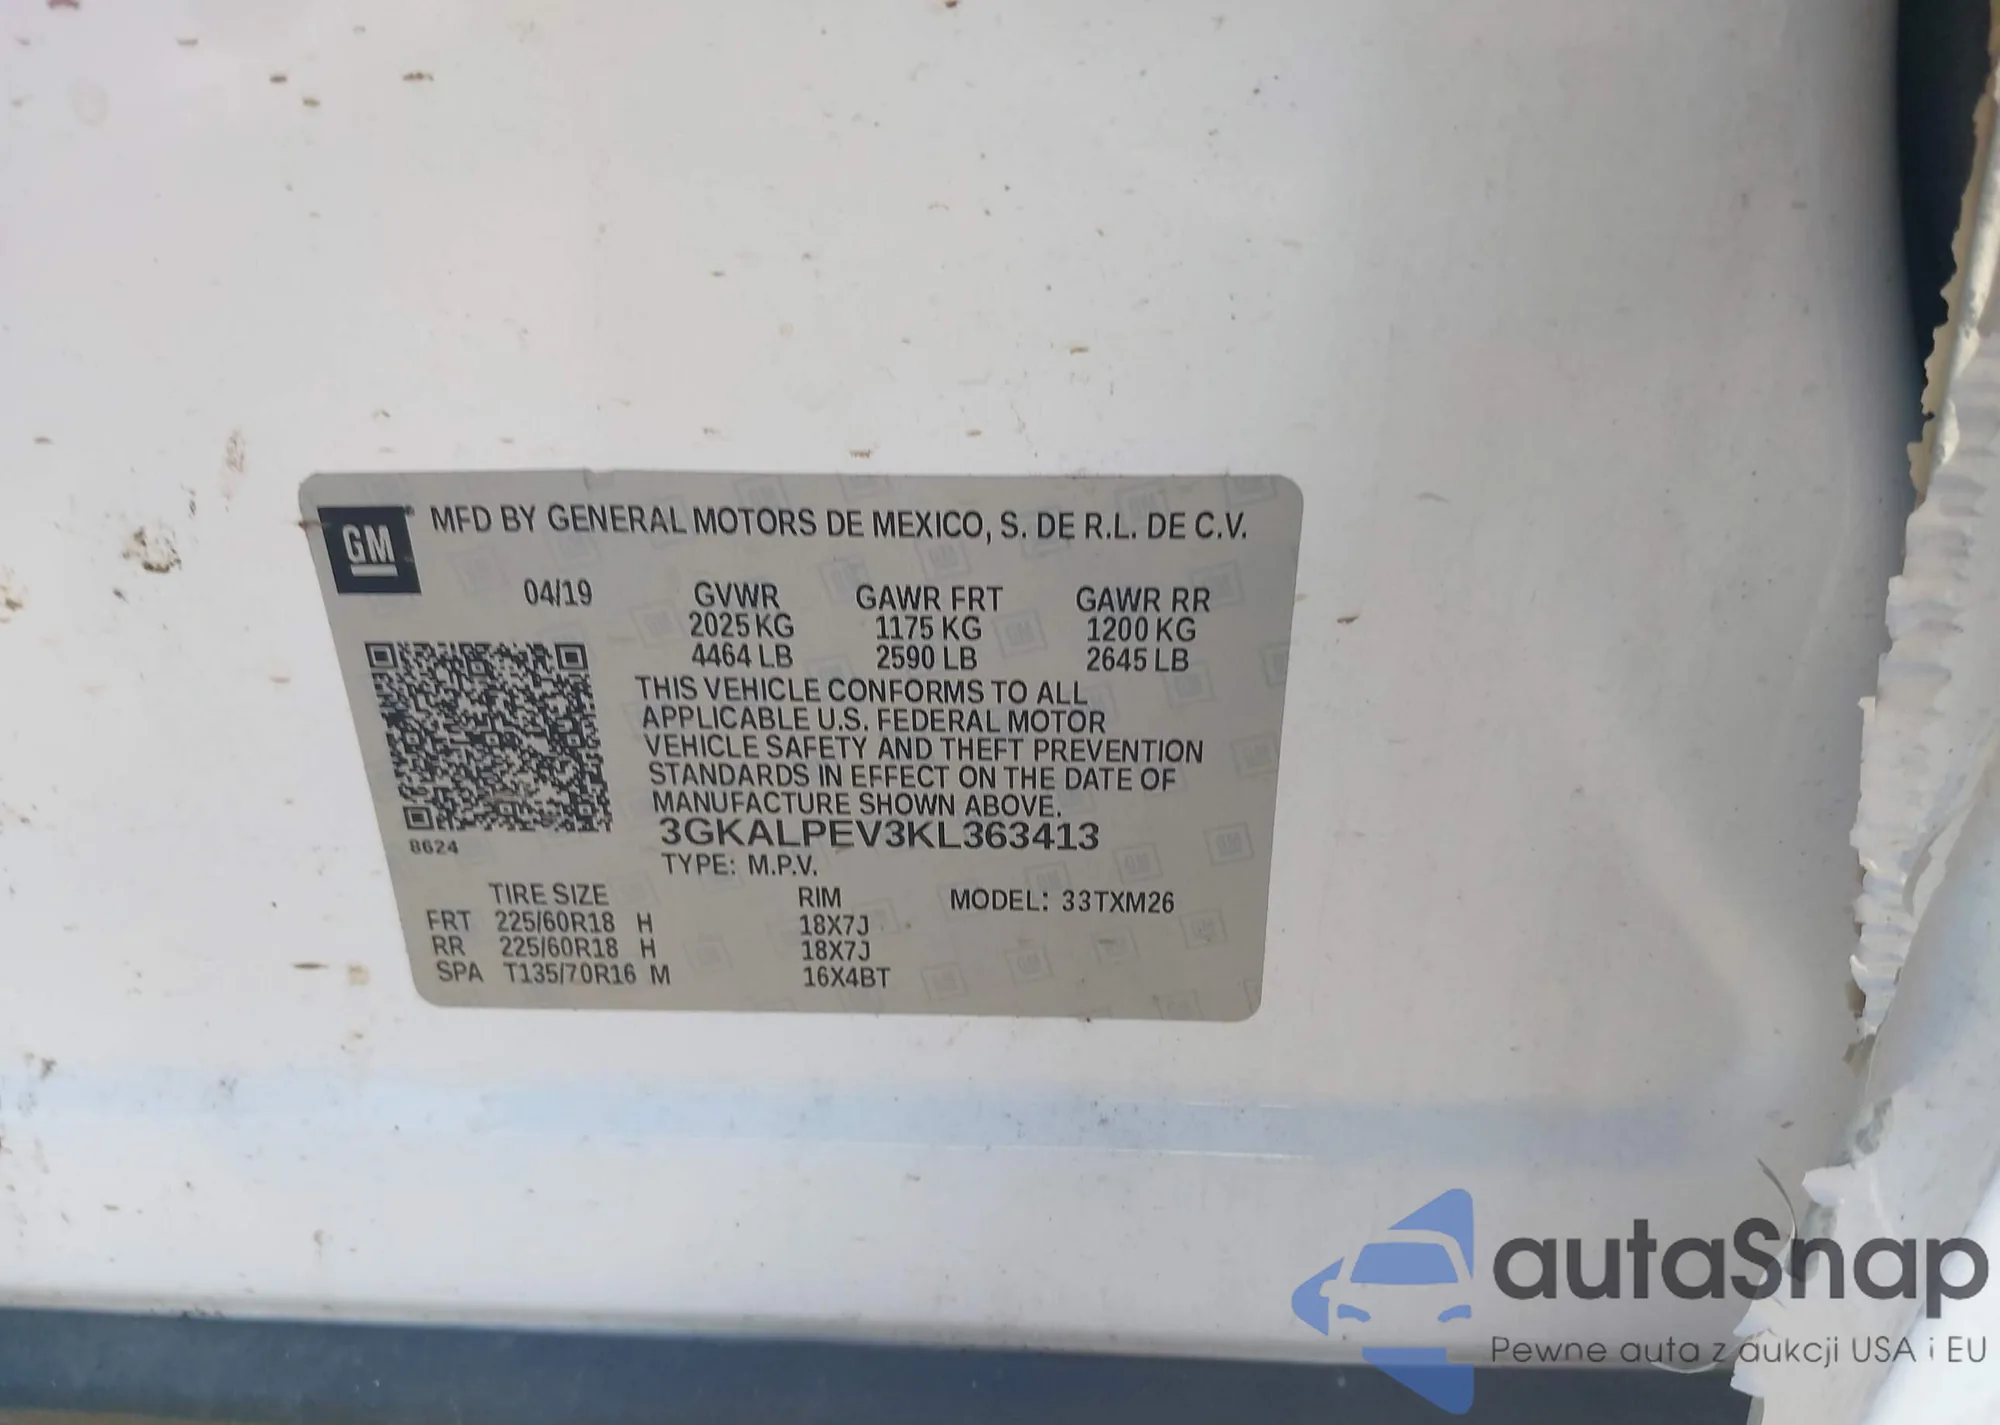 GM MFD BY GENERAL MOTORS DE MEXICO, S. DE R.L. DE C.V.
04/19 GVWR GAWR FRT GAWR RR
2025 KG 1175 KG 1200 KG
4464 LB 2590 LB 2645 LB
THIS VEHICLE CONFORMS TO ALL
APPLICABLE U.S. FEDERAL MOTOR
VEHICLE SAFETY AND THEFT PREVENTION
STANDARDS IN EFFECT ON THE DATE OF
MANUFACTURE SHOWN ABOVE.
3GKALPEV3KL363413
8624
TYPE: M.P.V.
TIRE SIZE RIM MODEL: 33TXM26
FRT 225/60R18 H 18X7J
RR 225/60R18 H 18X7J
SPA T135/70R16 M 16X4BT
autaSnap
Pewne auta z aukcji USA i EU